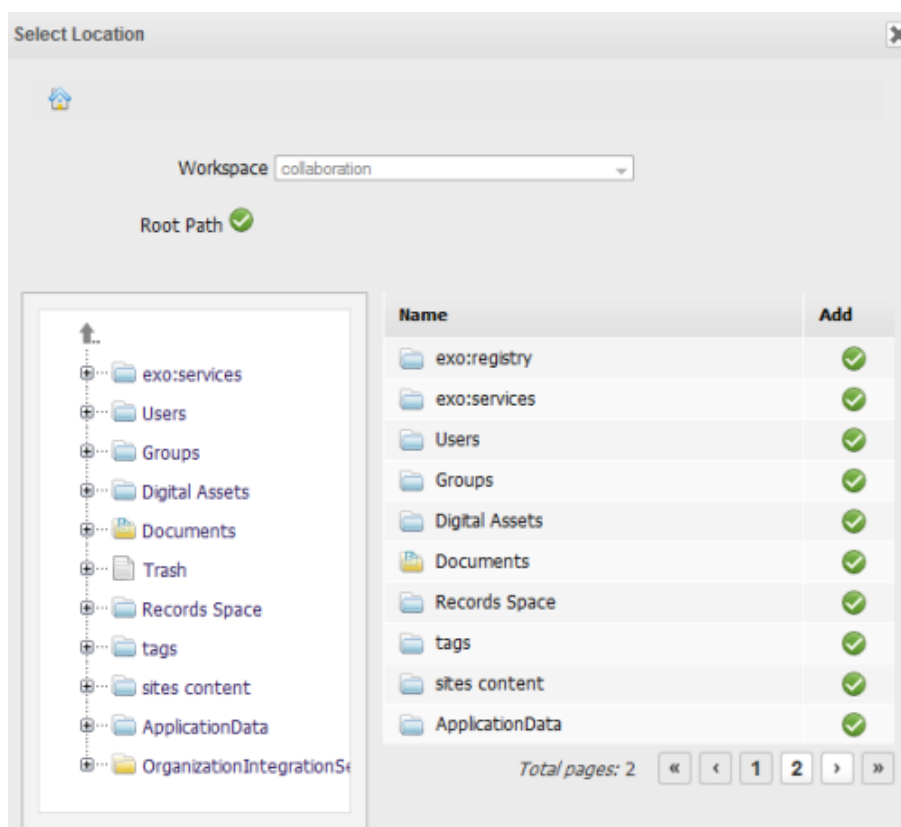 Select Location
Workspace collaboration
Root Path
exo:services
Users
Groups
Digital Assets
Documents
Trash
Records Space
tags
sites content
ApplicationData
OrganizationIntegrationSe
Name Add
exo:registry
exo:services
Users
Groups
Digital Assets
Documents
Records Space
tags
sites content
ApplicationData
Total pages: 2 « ‹ 1 2 › »